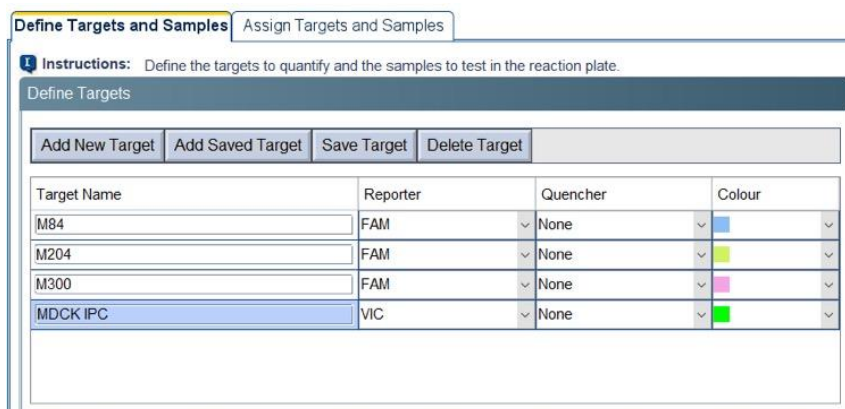 Define Targets and Samples Assign Targets and Samples
Instructions: Define the targets to quantify and the samples to test in the reaction plate.
Define Targets
Add New Target Add Saved Target Save Target Delete Target
Target Name Reporter Quencher Colour
M84 FAM None
M204 FAM None
M300 FAM None
MDCK IPC VIC None